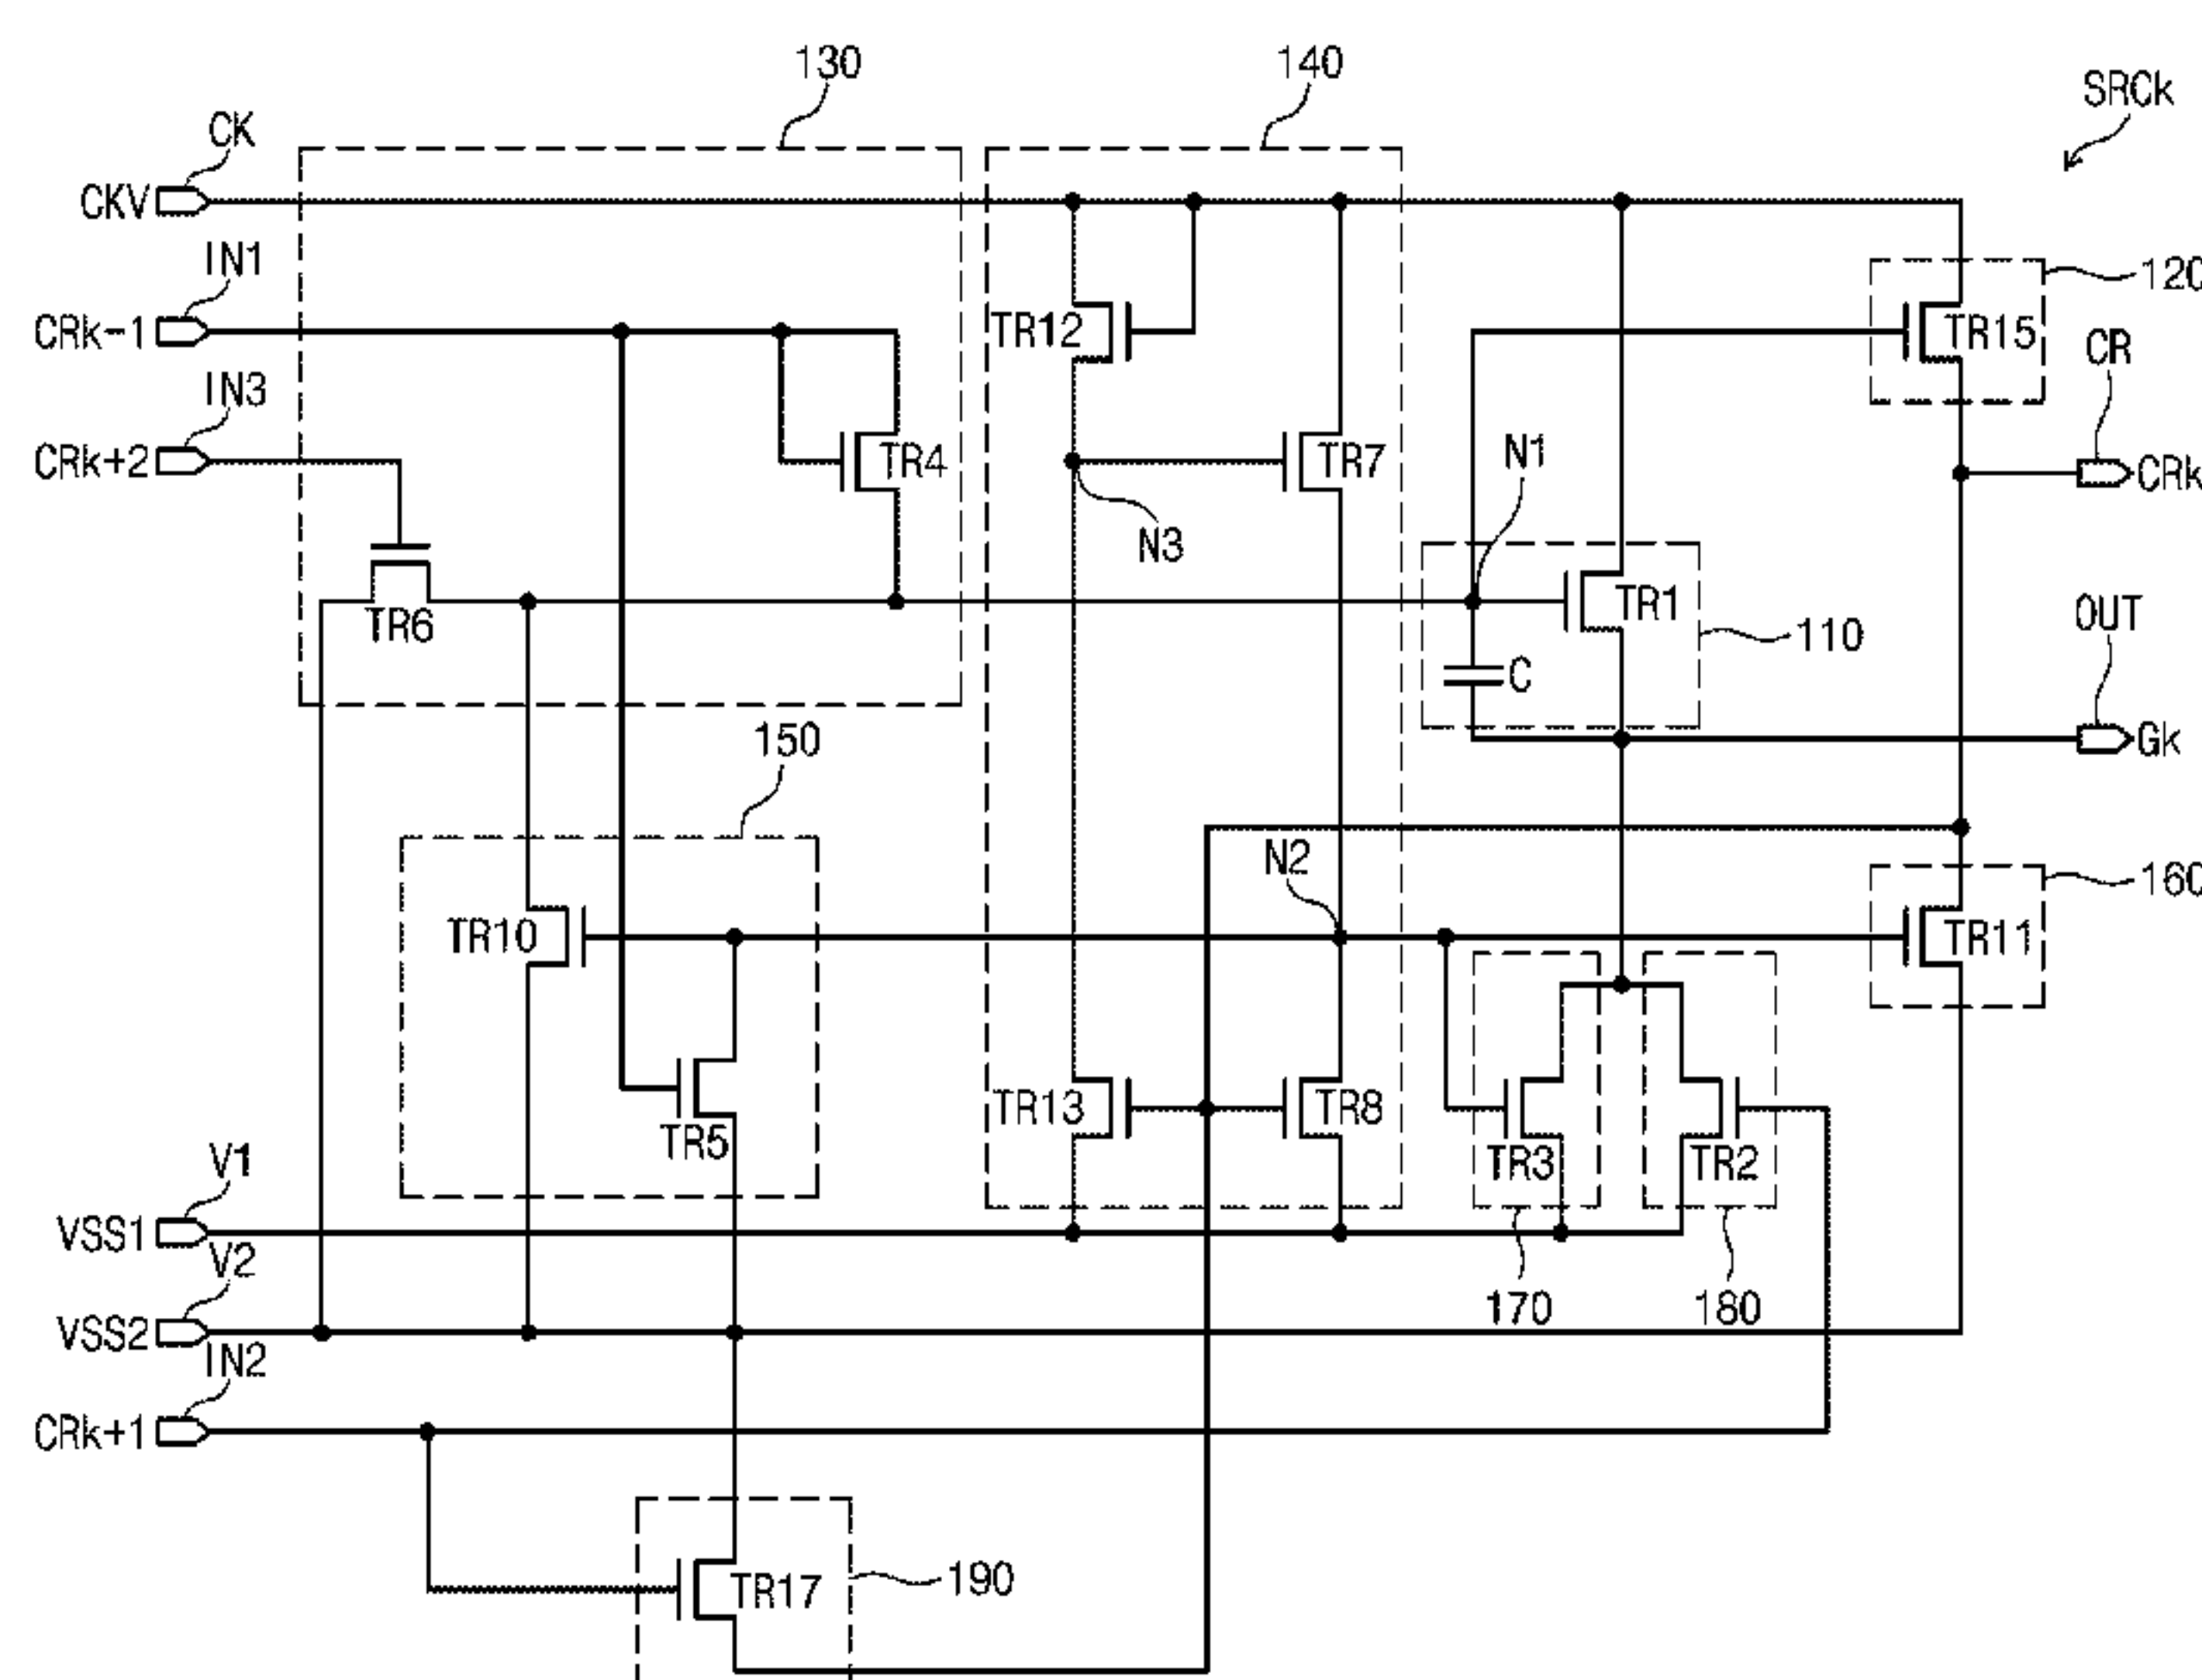 130
140
SRCk
CK
CKV
IN1
120
CRk-1
TR12
TR15
CR
IN3
CRk+2
TR4
TR7
N1
CRk
N3
TR6
TR1
OUT
110
C
150
Gk
N2
160
TR10
TR11
TR13
TR8
TR5
TR3
TR2
V1
VSS1
V2
170
180
VSS2
IN2
CRk+1
TR17
190